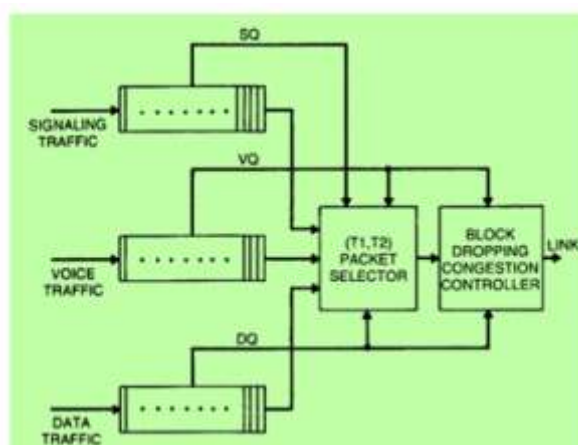 SQ
SIGNALING
TRAFFIC
VQ
(T1,T2)
PACKET
SELECTOR
BLOCK
DROPPING
CONGESTION
CONTROLLER
LINK
VOICE
TRAFFIC
DQ
DATA
TRAFFIC